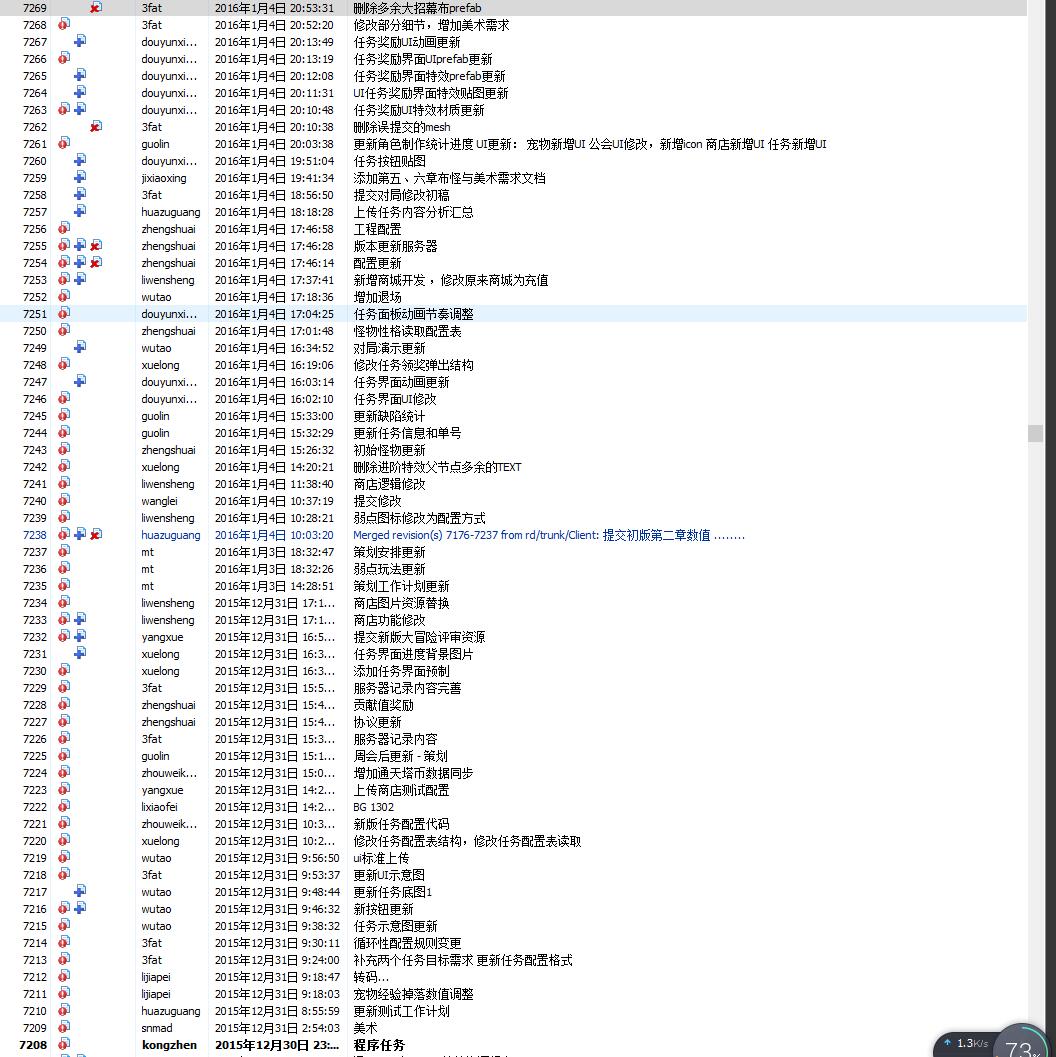 7269 3fat 2016年1月4日 20:53:31 删除多余大招幕布prefab
7268 3fat 2016年1月4日 20:52:20 修改部分细节，增加美术需求
7267 douyunxi... 2016年1月4日 20:13:49 任务奖励UI动画更新
7266 douyunxi... 2016年1月4日 20:13:19 任务奖励界面UIprefab更新
7265 douyunxi... 2016年1月4日 20:12:08 任务奖励界面特效prefab更新
7264 douyunxi... 2016年1月4日 20:11:31 UI任务奖励界面特效贴图更新
7263 douyunxi... 2016年1月4日 20:10:48 任务奖励UI特效材质更新
7262 3fat 2016年1月4日 20:10:38 删除误提交的mesh
7261 guolin 2016年1月4日 20:03:38 更新角色制作统计进度 UI更新： 宠物新增UI 公会UI修改，新增icon 商店新增UI 任务新增UI
7260 douyunxi... 2016年1月4日 19:51:04 任务按钮贴图
7259 jixiaoxing 2016年1月4日 19:41:34 添加第五、六章布怪与美术需求文档
7258 3fat 2016年1月4日 18:56:50 提交对局修改初稿
7257 huazuguang 2016年1月4日 18:18:28 上传任务内容分析汇总
7256 zhengshuai 2016年1月4日 17:46:58 工程配置
7255 zhengshuai 2016年1月4日 17:46:28 版本更新服务器
7254 zhengshuai 2016年1月4日 17:46:14 配置更新
7253 liwensheng 2016年1月4日 17:37:41 新增商城开发 ，修改原来商城为充值
7252 wutao 2016年1月4日 17:18:36 增加退场
7251 douyunxi... 2016年1月4日 17:04:25 任务面板动画节奏调整
7250 zhengshuai 2016年1月4日 17:01:48 怪物性格读取配置表
7249 wutao 2016年1月4日 16:34:52 对局演示更新
7248 xuelong 2016年1月4日 16:19:06 修改任务领奖弹出结构
7247 douyunxi... 2016年1月4日 16:03:14 任务界面动画更新
7246 douyunxi... 2016年1月4日 16:02:10 任务界面UI修改
7245 guolin 2016年1月4日 15:33:00 更新缺陷统计
7244 guolin 2016年1月4日 15:32:29 更新任务信息和单号
7243 zhengshuai 2016年1月4日 15:26:32 初始怪物更新
7242 xuelong 2016年1月4日 14:20:21 删除进阶特效父节点多余的TEXT
7241 liwensheng 2016年1月4日 11:38:40 商店逻辑修改
7240 wanglei 2016年1月4日 10:37:19 提交修改
7239 liwensheng 2016年1月4日 10:28:21 弱点图标修改为配置方式
7238 huazuguang 2016年1月4日 10:03:20 Merged revision(s) 7176-7237 from rd/trunk/Client: 提交初版第二章数值 ........
7237 mt 2016年1月3日 18:32:47 策划安排更新
7236 mt 2016年1月3日 18:32:26 弱点玩法更新
7235 mt 2016年1月3日 14:28:51 策划工作计划更新
7234 liwensheng 2015年12月31日 17:1... 商店图片资源替换
7233 liwensheng 2015年12月31日 17:1... 商店功能修改
7232 yangxue 2015年12月31日 16:5... 提交新版大冒险评审资源
7231 xuelong 2015年12月31日 16:3... 任务界面进度背景图片
7230 xuelong 2015年12月31日 16:3... 添加任务界面预制
7229 3fat 2015年12月31日 15:5... 服务器记录内容完善
7228 zhengshuai 2015年12月31日 15:4... 贡献值奖励
7227 zhengshuai 2015年12月31日 15:4... 协议更新
7226 3fat 2015年12月31日 15:3... 服务器记录内容
7225 guolin 2015年12月31日 15:1... 周会后更新 - 策划
7224 zhouweik... 2015年12月31日 15:0... 增加通天塔币数据同步
7223 yangxue 2015年12月31日 14:2... 上传商店测试配置
7222 lixiaofei 2015年12月31日 14:2... BG 1302
7221 zhouweik... 2015年12月31日 10:3... 新版任务配置代码
7220 xuelong 2015年12月31日 10:2... 修改任务配置表结构，修改任务配置表读取
7219 wutao 2015年12月31日 9:56:50 ui标准上传
7218 3fat 2015年12月31日 9:53:37 更新UI示意图
7217 wutao 2015年12月31日 9:48:44 更新任务底图1
7216 wutao 2015年12月31日 9:46:32 新按钮更新
7215 wutao 2015年12月31日 9:38:32 任务示意图更新
7214 3fat 2015年12月31日 9:30:11 循环性配置规则变更
7213 3fat 2015年12月31日 9:24:00 补充两个任务目标需求 更新任务配置格式
7212 lijiapei 2015年12月31日 9:18:47 转码...
7211 lijiapei 2015年12月31日 9:18:03 宠物经验掉落数值调整
7210 huazuguang 2015年12月31日 8:55:59 更新测试工作计划
7209 snmad 2015年12月31日 2:54:03 美术
7208 kongzhen 2015年12月30日 23:... 程序任务
1.3K/s
73%